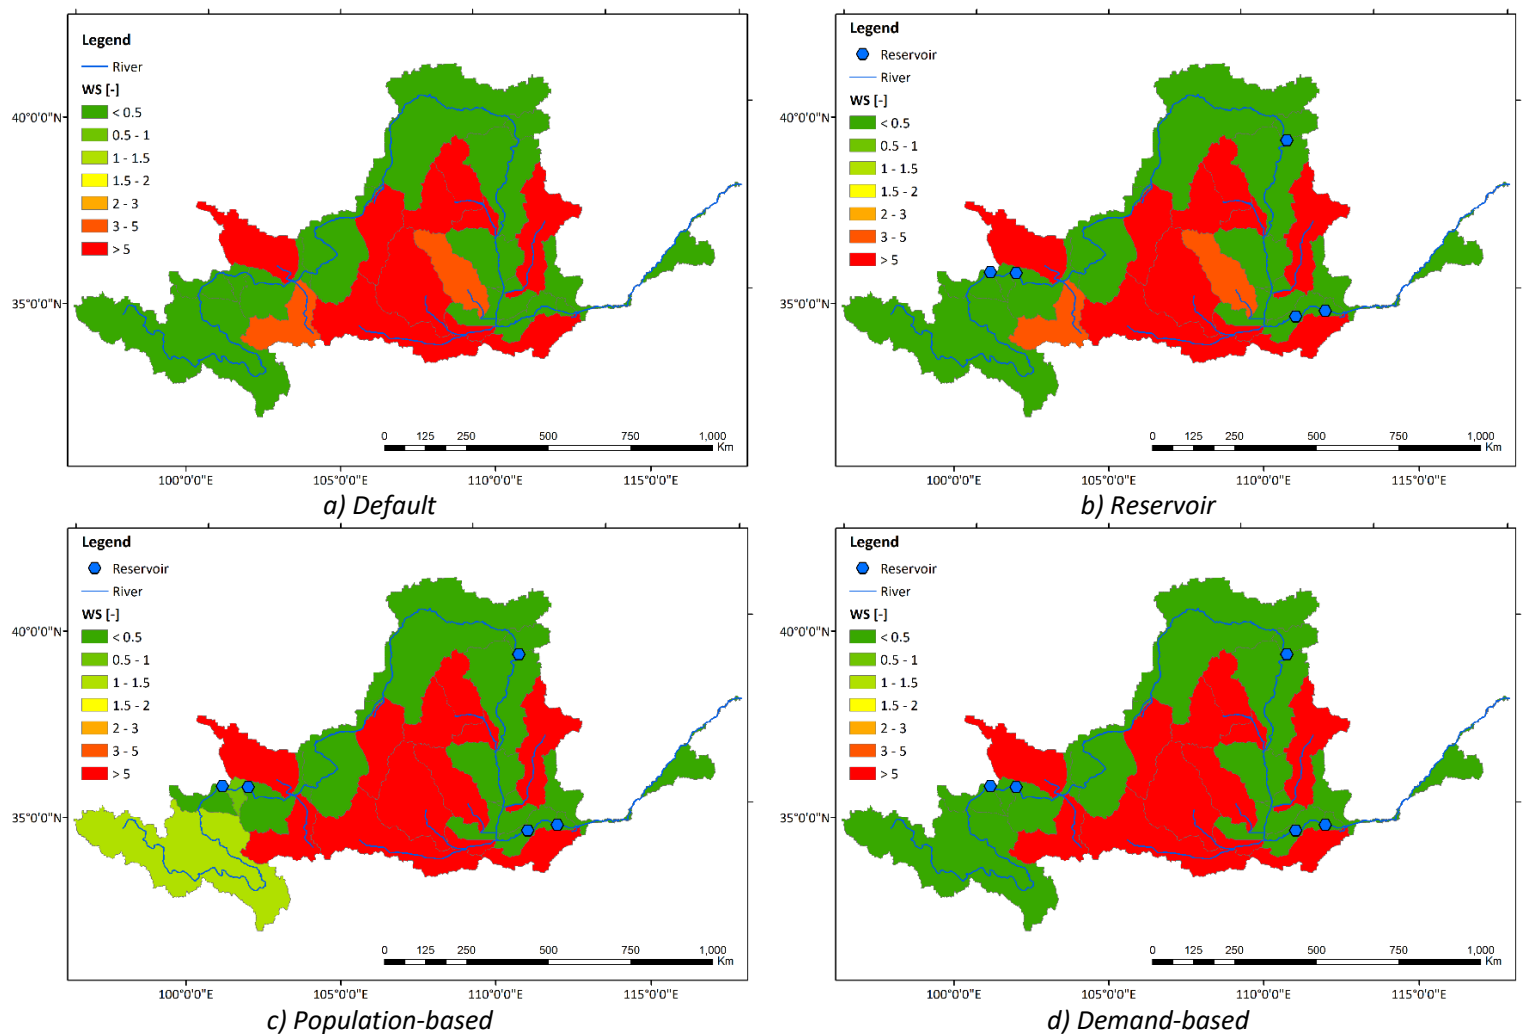 Legend
River
WS [-]
< 0.5
0.5 - 1
1 - 1.5
1.5 - 2
2 - 3
3 - 5
> 5
40°0'0"N
35°0'0"N
0 125 250 500 750 1,000
Km
100°0'0"E 105°0'0"E 110°0'0"E 115°0'0"E
a) Default
Legend
Reservoir
River
WS [-]
< 0.5
0.5 - 1
1 - 1.5
1.5 - 2
2 - 3
3 - 5
> 5
40°0'0"N
35°0'0"N
0 125 250 500 750 1,000
Km
100°0'0"E 105°0'0"E 110°0'0"E 115°0'0"E
b) Reservoir
Legend
Reservoir
River
WS [-]
< 0.5
0.5 - 1
1 - 1.5
1.5 - 2
2 - 3
3 - 5
> 5
40°0'0"N
35°0'0"N
0 125 250 500 750 1,000
Km
100°0'0"E 105°0'0"E 110°0'0"E 115°0'0"E
c) Population-based
Legend
Reservoir
River
WS [-]
< 0.5
0.5 - 1
1 - 1.5
1.5 - 2
2 - 3
3 - 5
> 5
40°0'0"N
35°0'0"N
0 125 250 500 750 1,000
Km
100°0'0"E 105°0'0"E 110°0'0"E 115°0'0"E
d) Demand-based